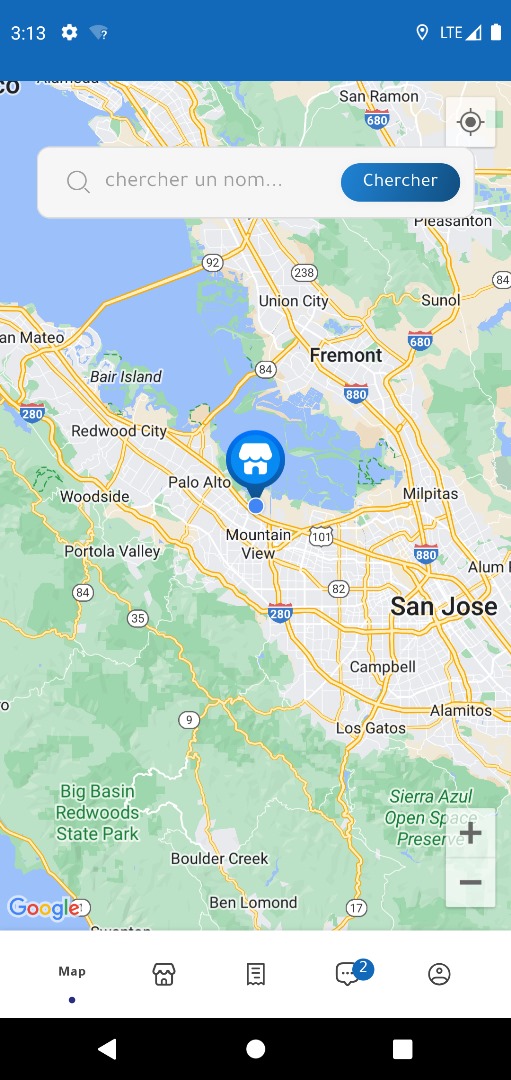 3:13
LTE
co
Alameda
San Ramon
680
chercher un nom...
Chercher
Pleasanton
92
238
84
Union City
Sunol
an Mateo
680
Fremont
84
Bair Island
880
280
Redwood City
Palo Alto
Woodside
Milpitas
Mountain
View
101
Portola Valley
880
Alum
84
82
35
280
San Jose
Campbell
9
Alamitos
Los Gatos
Big Basin
Redwoods
State Park
Sierra Azul
Open Space
Preserve
Boulder Creek
Google
Ben Lomond
17
Map
2